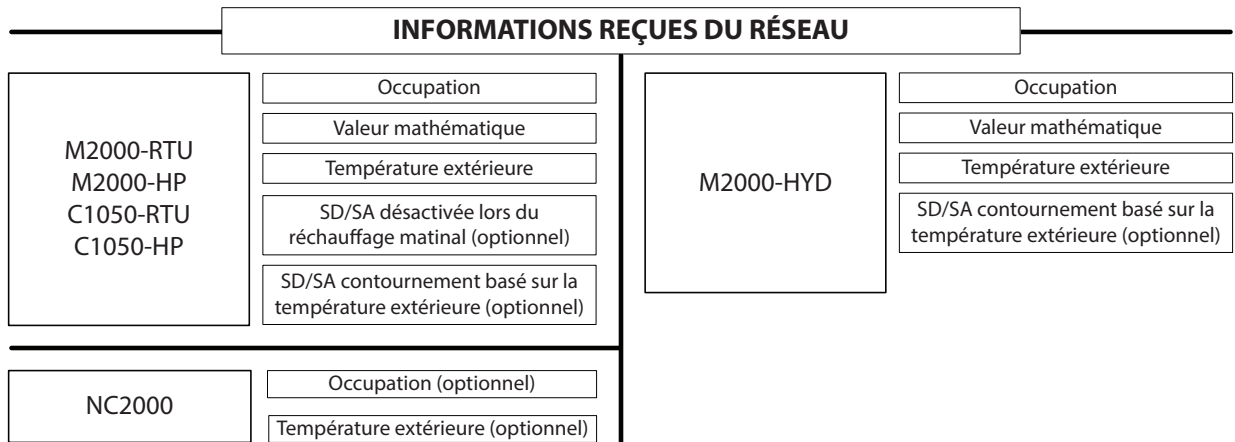 INFORMATIONS REÇUES DU RÉSEAU
M2000-RTU
M2000-HP
C1050-RTU
C1050-HP
Occupation
Valeur mathématique
Température extérieure
SD/SA désactivée lors du
réchauffage matinal (optionnel)
SD/SA contournement basé sur la
température extérieure (optionnel)
M2000-HYD
Occupation
Valeur mathématique
Température extérieure
SD/SA contournement basé sur la
température extérieure (optionnel)
NC2000
Occupation (optionnel)
Température extérieure (optionnel)